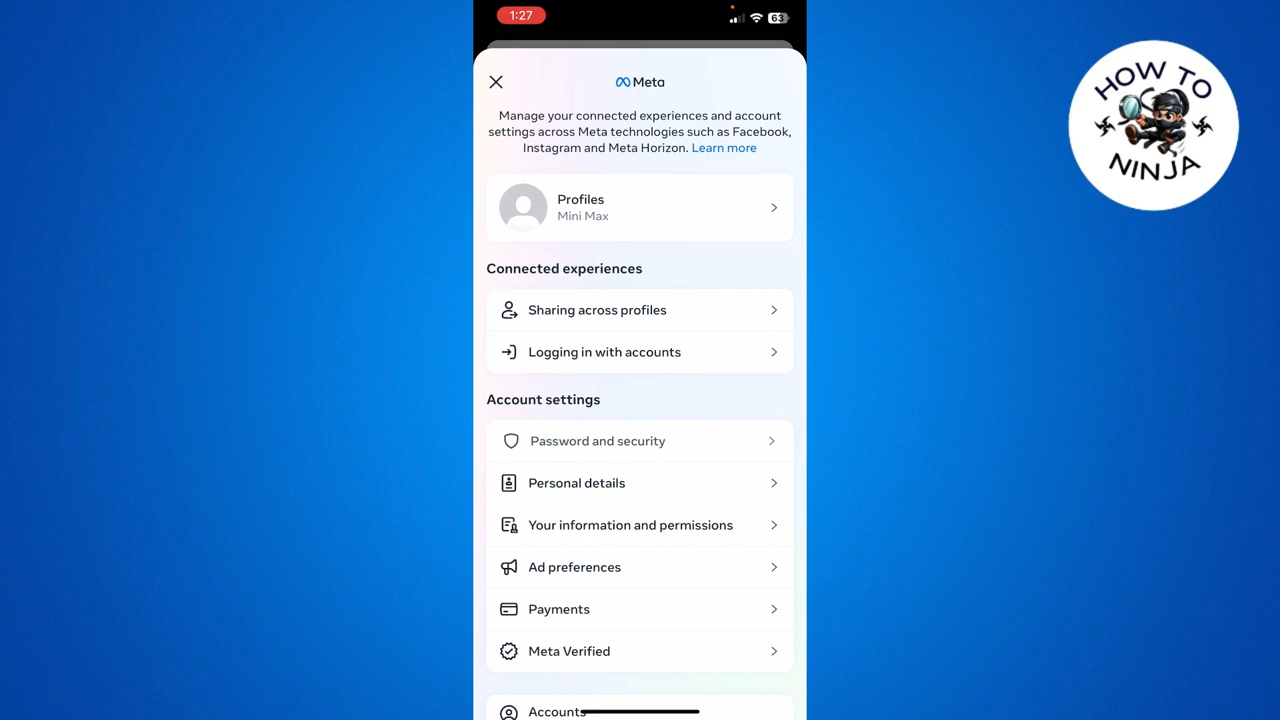 1:27
63
Meta
Manage your connected experiences and account
settings across Meta technologies such as Facebook,
Instagram and Meta Horizon. Learn more
Profiles
Mini Max
Connected experiences
Sharing across profiles
Logging in with accounts
Account settings
Password and security
Personal details
Your information and permissions
Ad preferences
Payments
Meta Verified
Accounts
HOW TO
NINJA